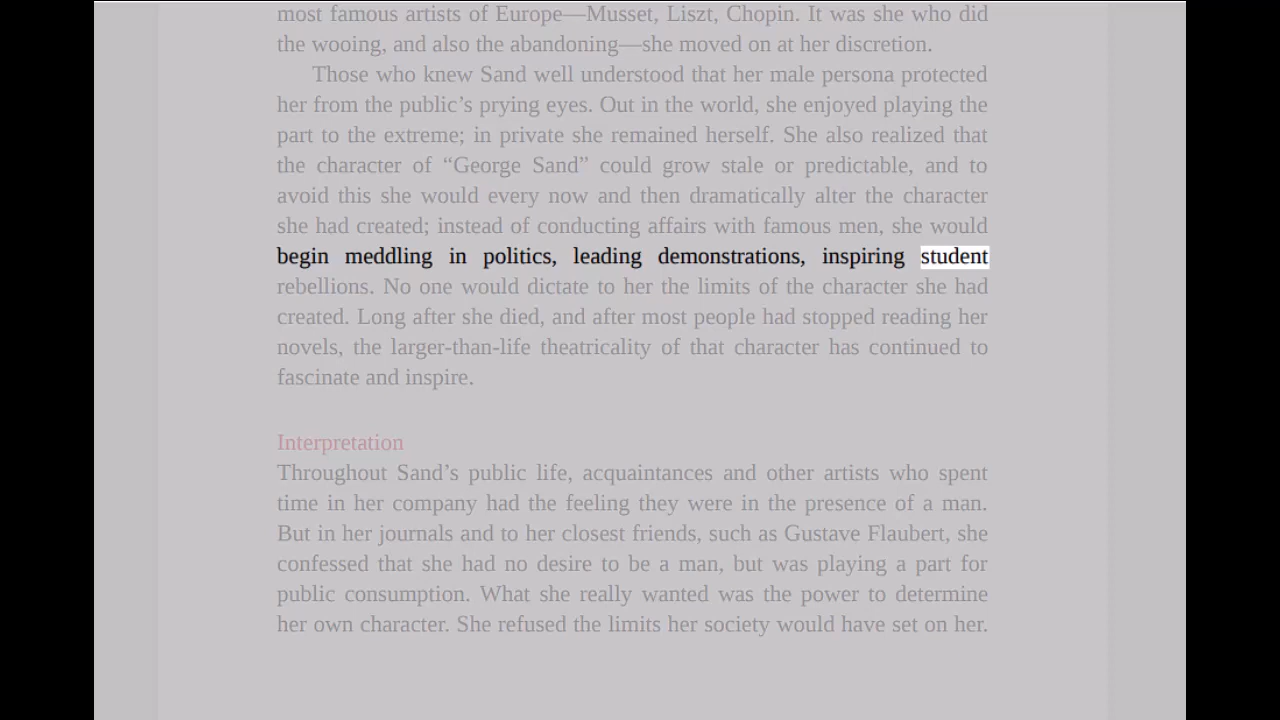 most famous artists of Europe—Musset, Liszt, Chopin. It was she who did
the wooing, and also the abandoning—she moved on at her discretion.
Those who knew Sand well understood that her male persona protected
her from the public’s prying eyes. Out in the world, she enjoyed playing the
part to the extreme; in private she remained herself. She also realized that
the character of “George Sand” could grow stale or predictable, and to
avoid this she would every now and then dramatically alter the character
she had created; instead of conducting affairs with famous men, she would
begin meddling in politics, leading demonstrations, inspiring student
rebellions. No one would dictate to her the limits of the character she had
created. Long after she died, and after most people had stopped reading her
novels, the larger-than-life theatricality of that character has continued to
fascinate and inspire.
Interpretation
Throughout Sand’s public life, acquaintances and other artists who spent
time in her company had the feeling they were in the presence of a man.
But in her journals and to her closest friends, such as Gustave Flaubert, she
confessed that she had no desire to be a man, but was playing a part for
public consumption. What she really wanted was the power to determine
her own character. She refused the limits her society would have set on her.